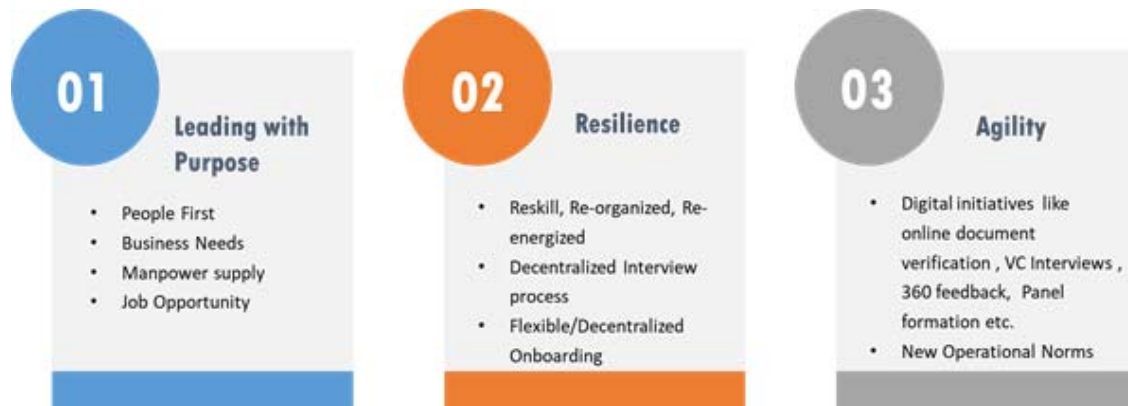 01
Leading with
Purpose
• People First
• Business Needs
• Manpower supply
• Job Opportunity
02
Resilience
• Reskill, Re-organized, Re-
energized
• Decentralized Interview
process
• Flexible/Decentralized
Onboarding
03
Agility
• Digital initiatives like
online document
verification , VC Interviews ,
360 feedback, Panel
formation etc.
• New Operational Norms